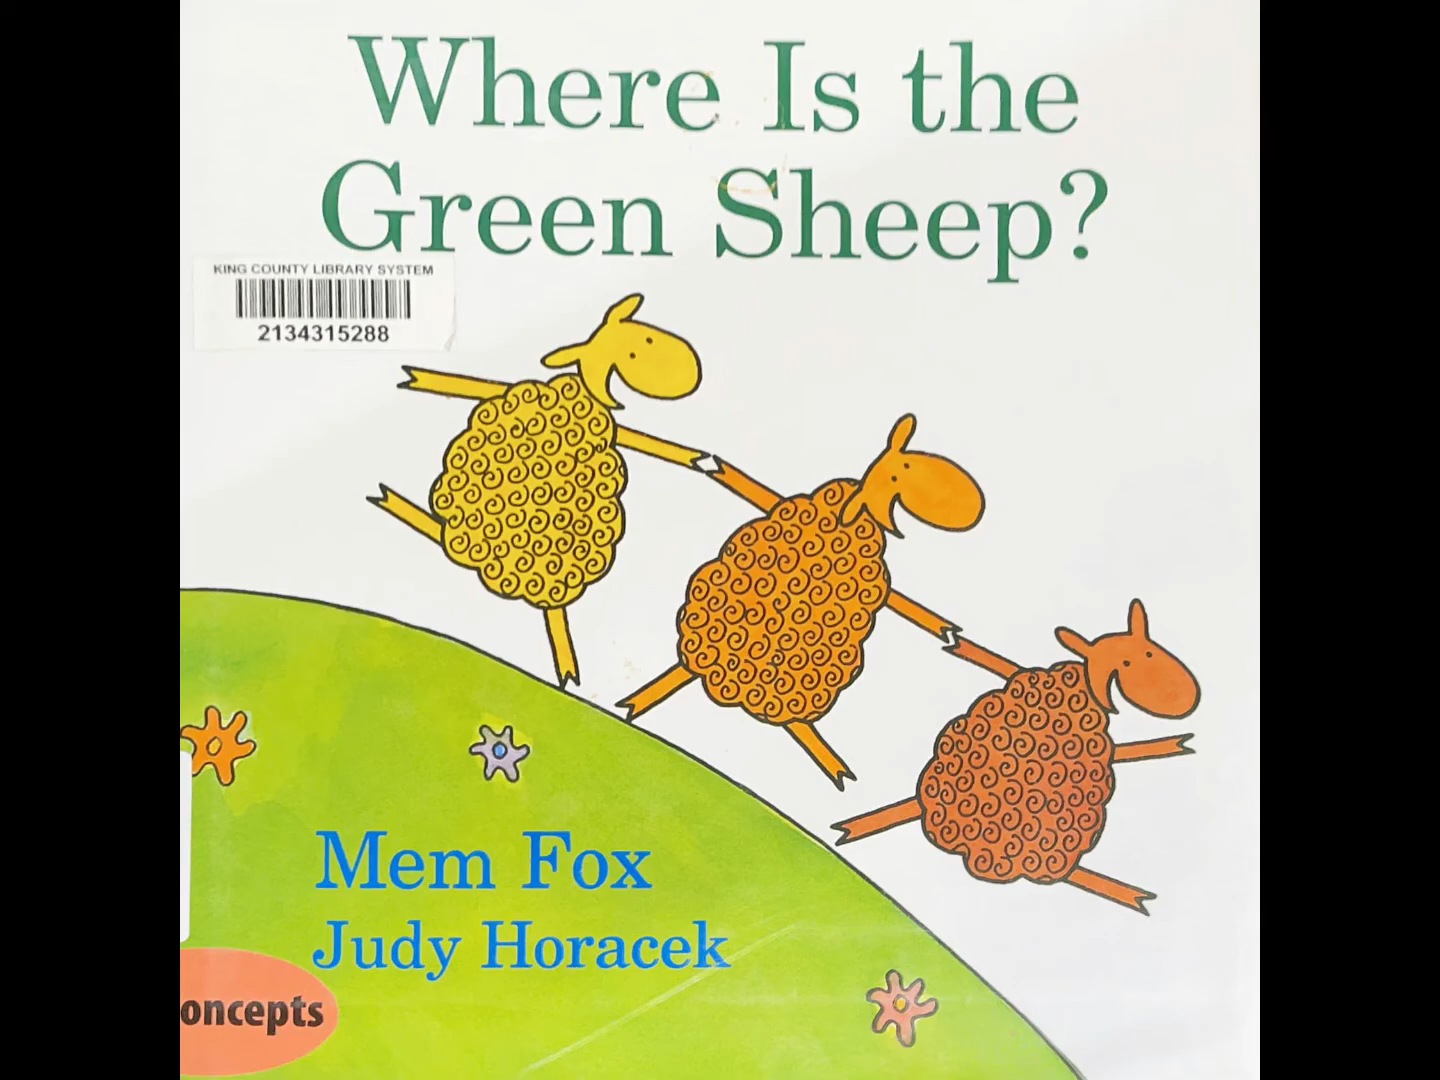 Where Is the
Green Sheep?
KING COUNTY LIBRARY SYSTEM
2134315288
Mem Fox
Judy Horacek
oncepts